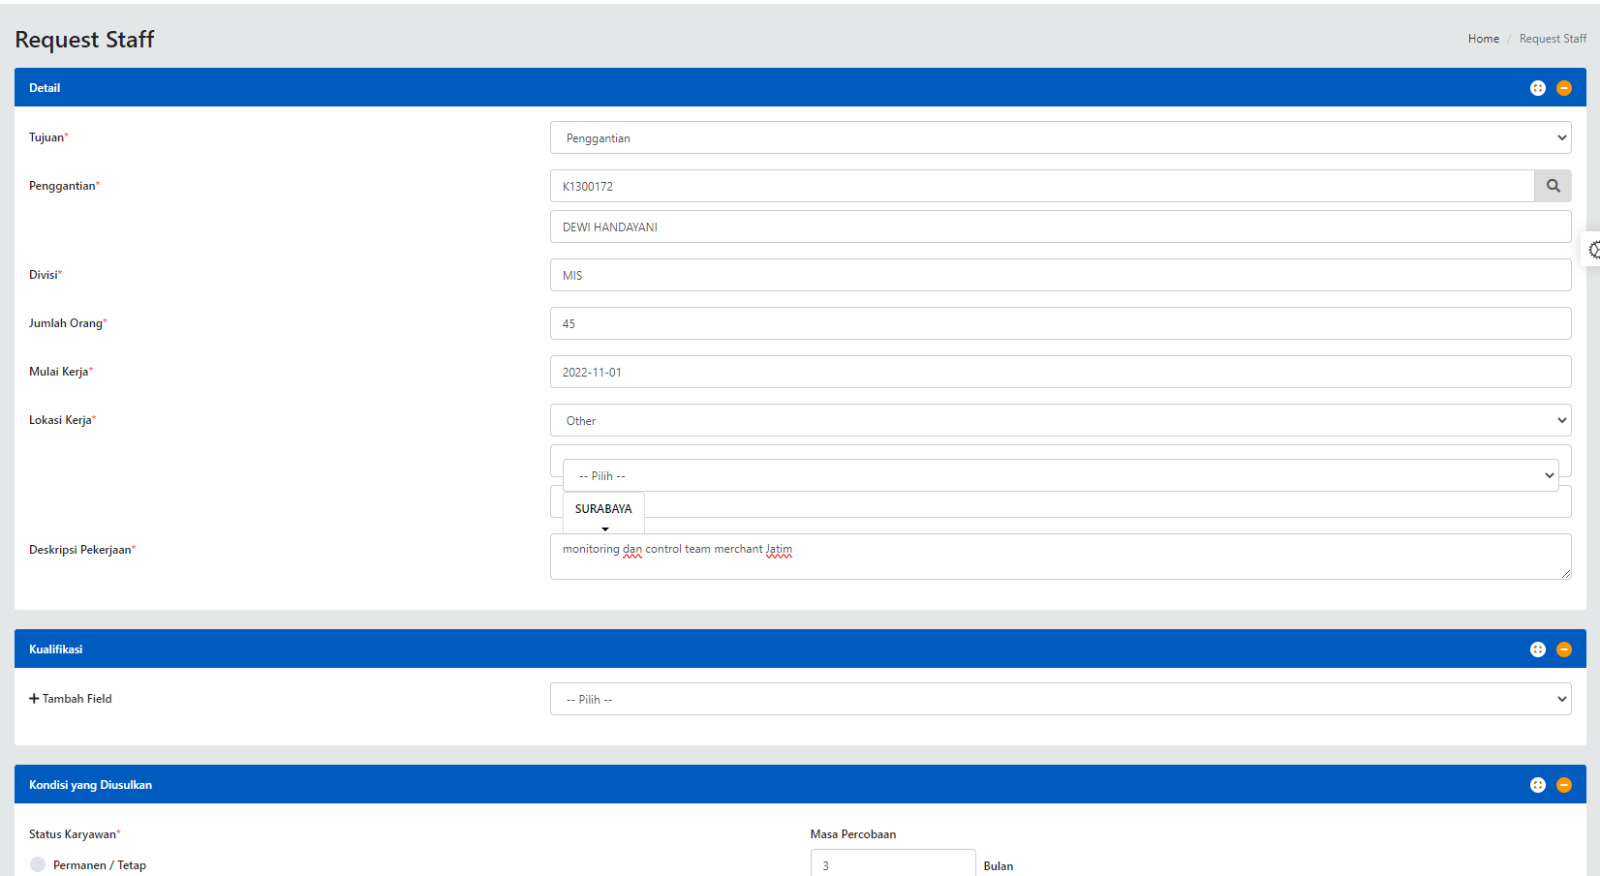 Request Staff
Home / Request Staff
Detail
Tujuan*
Penggantian
Penggantian*
K1300172
DEWI HANDAYANI
Divisi*
MIS
Jumlah Orang*
45
Mulai Kerja*
2022-11-01
Lokasi Kerja*
Other
-- Pilih --
SURABAYA
Deskripsi Pekerjaan*
monitoring dan control team merchant Jatim
Kualifikasi
Tambah Field
-- Pilih --
Kondisi yang Diusulkan
Status Karyawan*
Masa Percobaan
Permanen / Tetap
3 Bulan